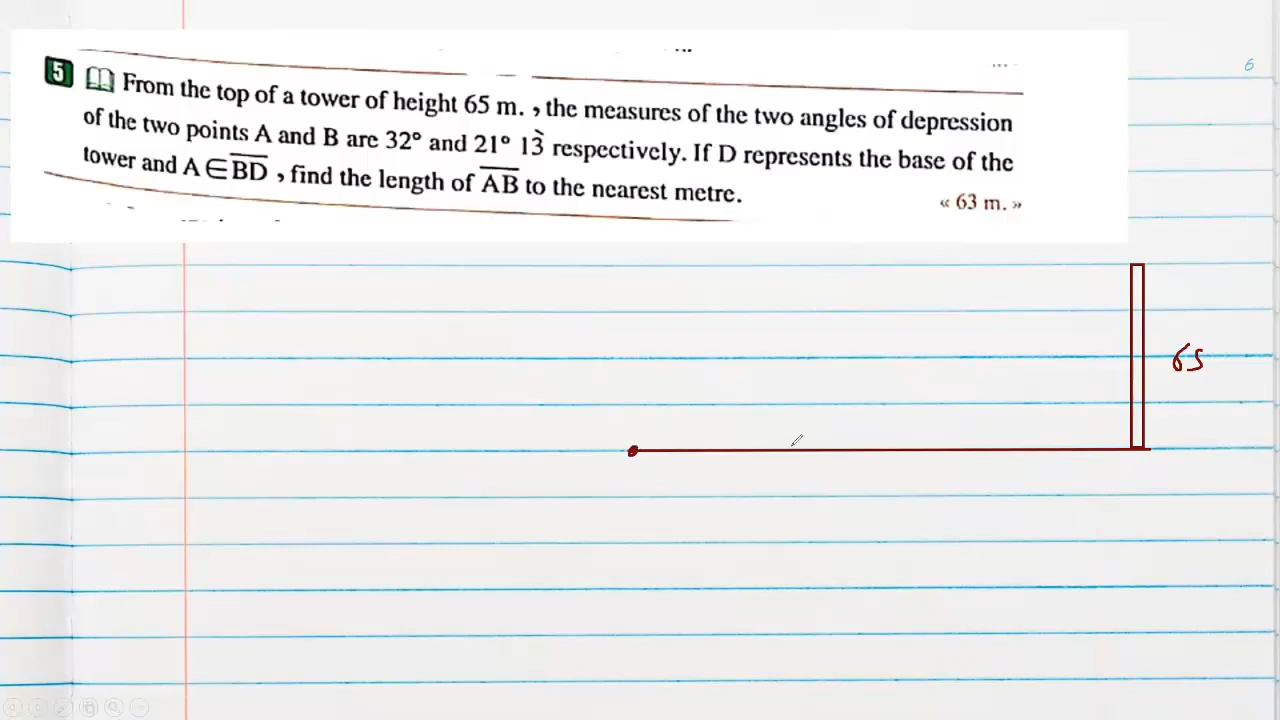 6
5 From the top of a tower of height 65 m. , the measures of the two angles of depression
of the two points A and B are 32° and 21° 13̀ respectively. If D represents the base of the
tower and A ∈ B̅D̅ , find the length of A̅B̅ to the nearest metre.
« 63 m. »
65